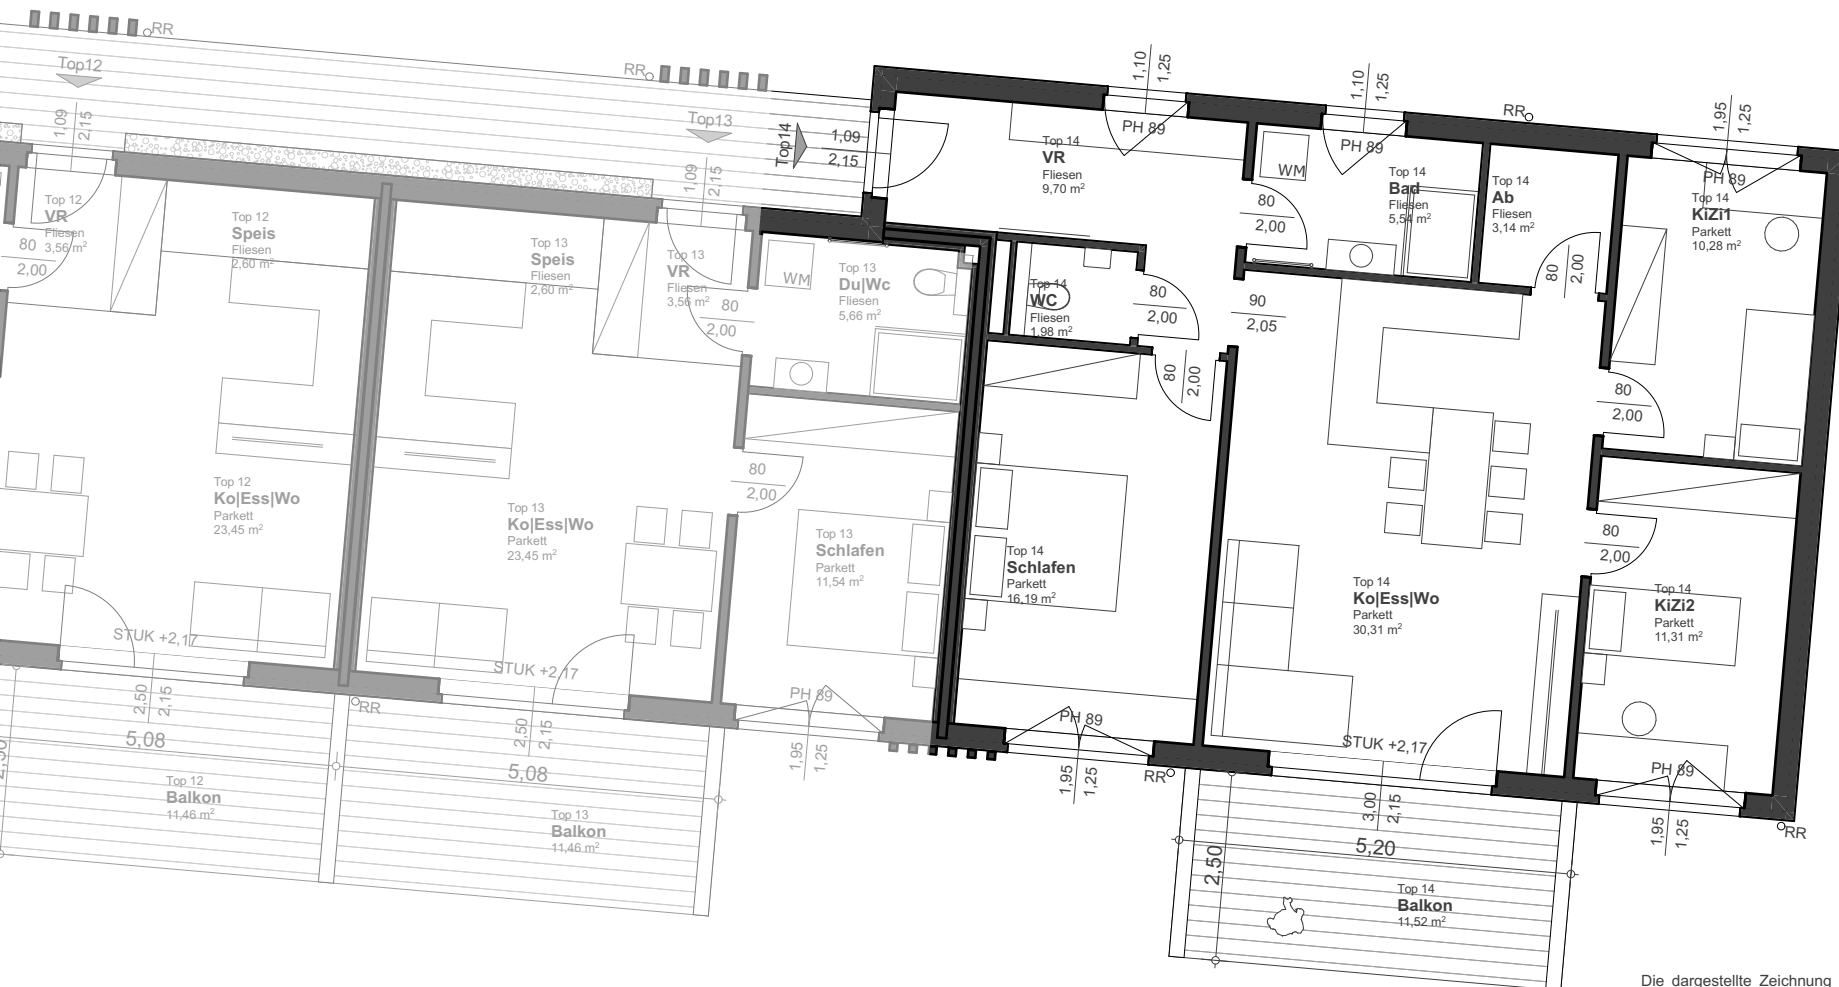 RR
Top12
1,09
2,15
RR
Top13
1,09
2,15
Top14
1,09
2,15
1,10
1,25
PH 89
1,10
1,25
PH 89
RR
1,95
1,25
PH 89
Top 12
VR
Fliesen
3,56 m²
80
2,00
Top 12
Speis
Fliesen
2,60 m²
Top 13
Speis
Fliesen
2,60 m²
Top 13
VR
Fliesen
3,56 m²
80
2,00
WM
Top 13
Du|Wc
Fliesen
5,66 m²
Top 14
VR
Fliesen
9,70 m²
WM
80
2,00
Top 14
Bad
Fliesen
5,54 m²
Top 14
Ab
Fliesen
3,14 m²
80
2,00
Top 14
KiZi1
Parkett
10,28 m²
Top 14
WC
Fliesen
1,98 m²
80
2,00
90
2,05
80
2,00
80
2,00
Top 12
Ko|Ess|Wo
Parkett
23,45 m²
Top 13
Ko|Ess|Wo
Parkett
23,45 m²
80
2,00
Top 13
Schlafen
Parkett
11,54 m²
Top 14
Schlafen
Parkett
16,19 m²
Top 14
Ko|Ess|Wo
Parkett
30,31 m²
80
2,00
Top 14
KiZi2
Parkett
11,31 m²
STUK +2,17
2,50
2,15
RR
STUK +2,17
2,50
2,15
PH 89
1,95
1,25
PH 89
1,95
1,25
RR
STUK +2,17
3,00
2,15
PH 89
1,95
1,25
RR
5,08
Top 12
Balkon
11,46 m²
5,08
Top 13
Balkon
11,46 m²
5,20
2,50
Top 14
Balkon
11,52 m²
Die dargestellte Zeichnung